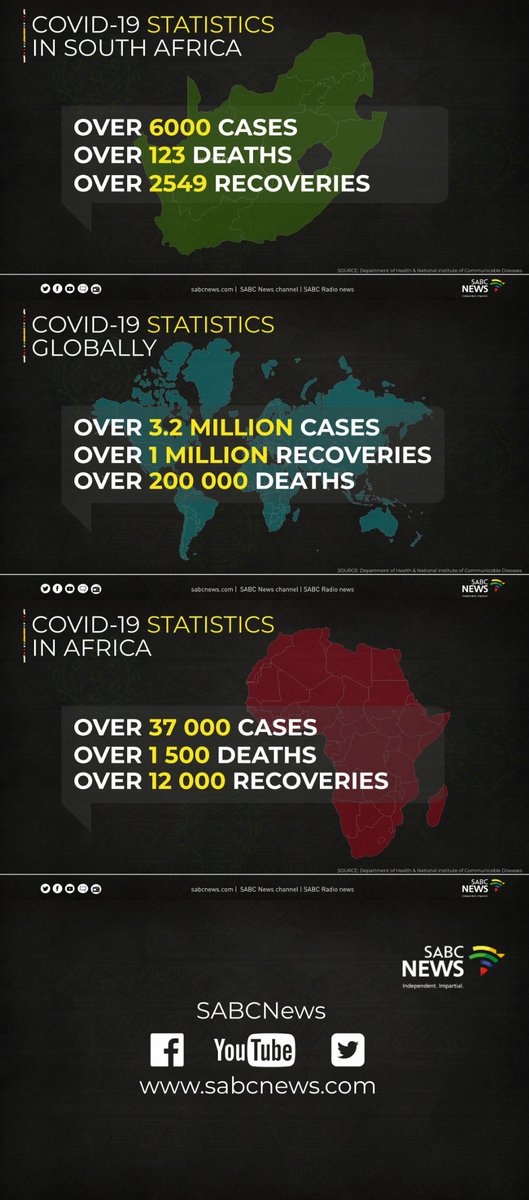 COVID-19 STATISTICS
IN SOUTH AFRICA
OVER 6000 CASES
OVER 123 DEATHS
OVER 2549 RECOVERIES
SOURCE: Department of Health & National Institute of Communicable Diseases
sabcnews.com | SABC News channel | SABC Radio news
SABC
NEWS
Independent. Impartial.
COVID-19 STATISTICS
GLOBALLY
OVER 3.2 MILLION CASES
OVER 1 MILLION RECOVERIES
OVER 200 000 DEATHS
SOURCE: Department of Health & National Institute of Communicable Diseases
sabcnews.com | SABC News channel | SABC Radio news
SABC
NEWS
Independent. Impartial.
COVID-19 STATISTICS
IN AFRICA
OVER 37 000 CASES
OVER 1 500 DEATHS
OVER 12 000 RECOVERIES
SOURCE: Department of Health & National Institute of Communicable Diseases
sabcnews.com | SABC News channel | SABC Radio news
SABC
NEWS
Independent. Impartial.
SABC
NEWS
Independent. Impartial.
SABCNews
YouTube
www.sabcnews.com